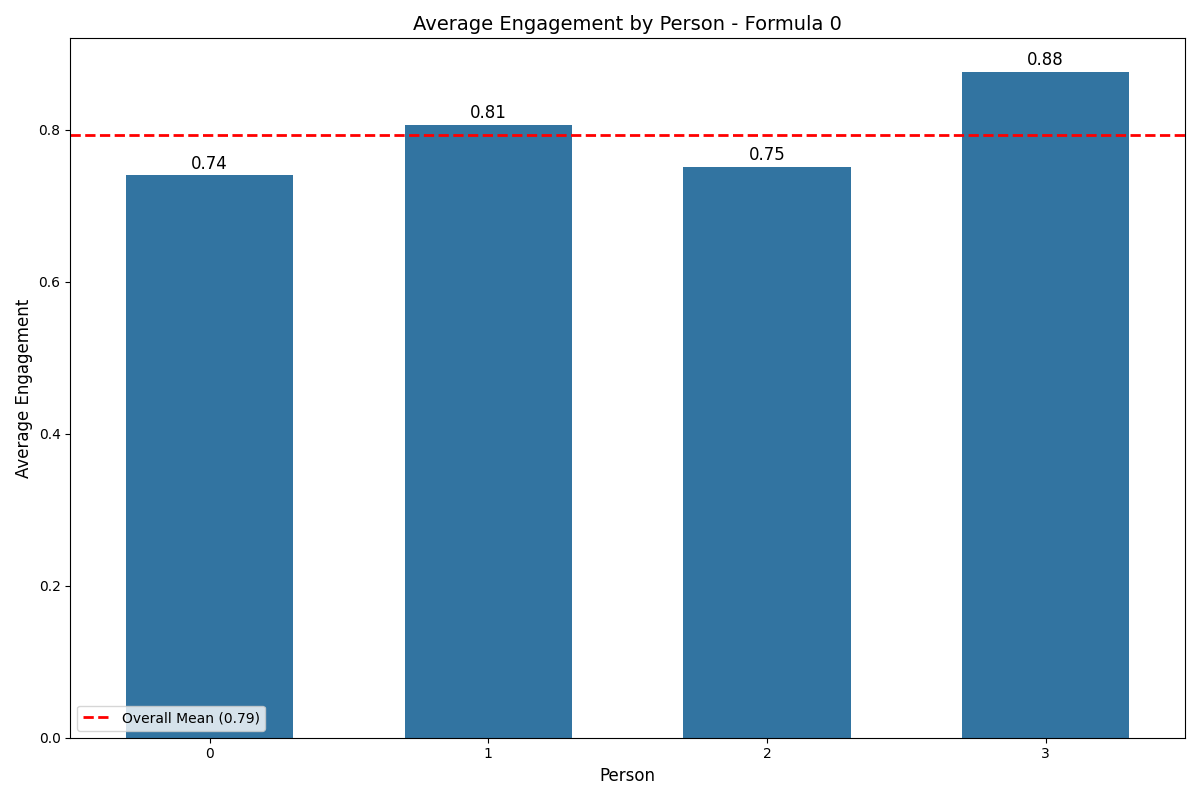 Average Engagement by Person - Formula 0
0.88
0.81
0.75
0.74
0.8
0.6
0.4
0.2
0.0
Average Engagement
Overall Mean (0.79)
0 1 2 3
Person